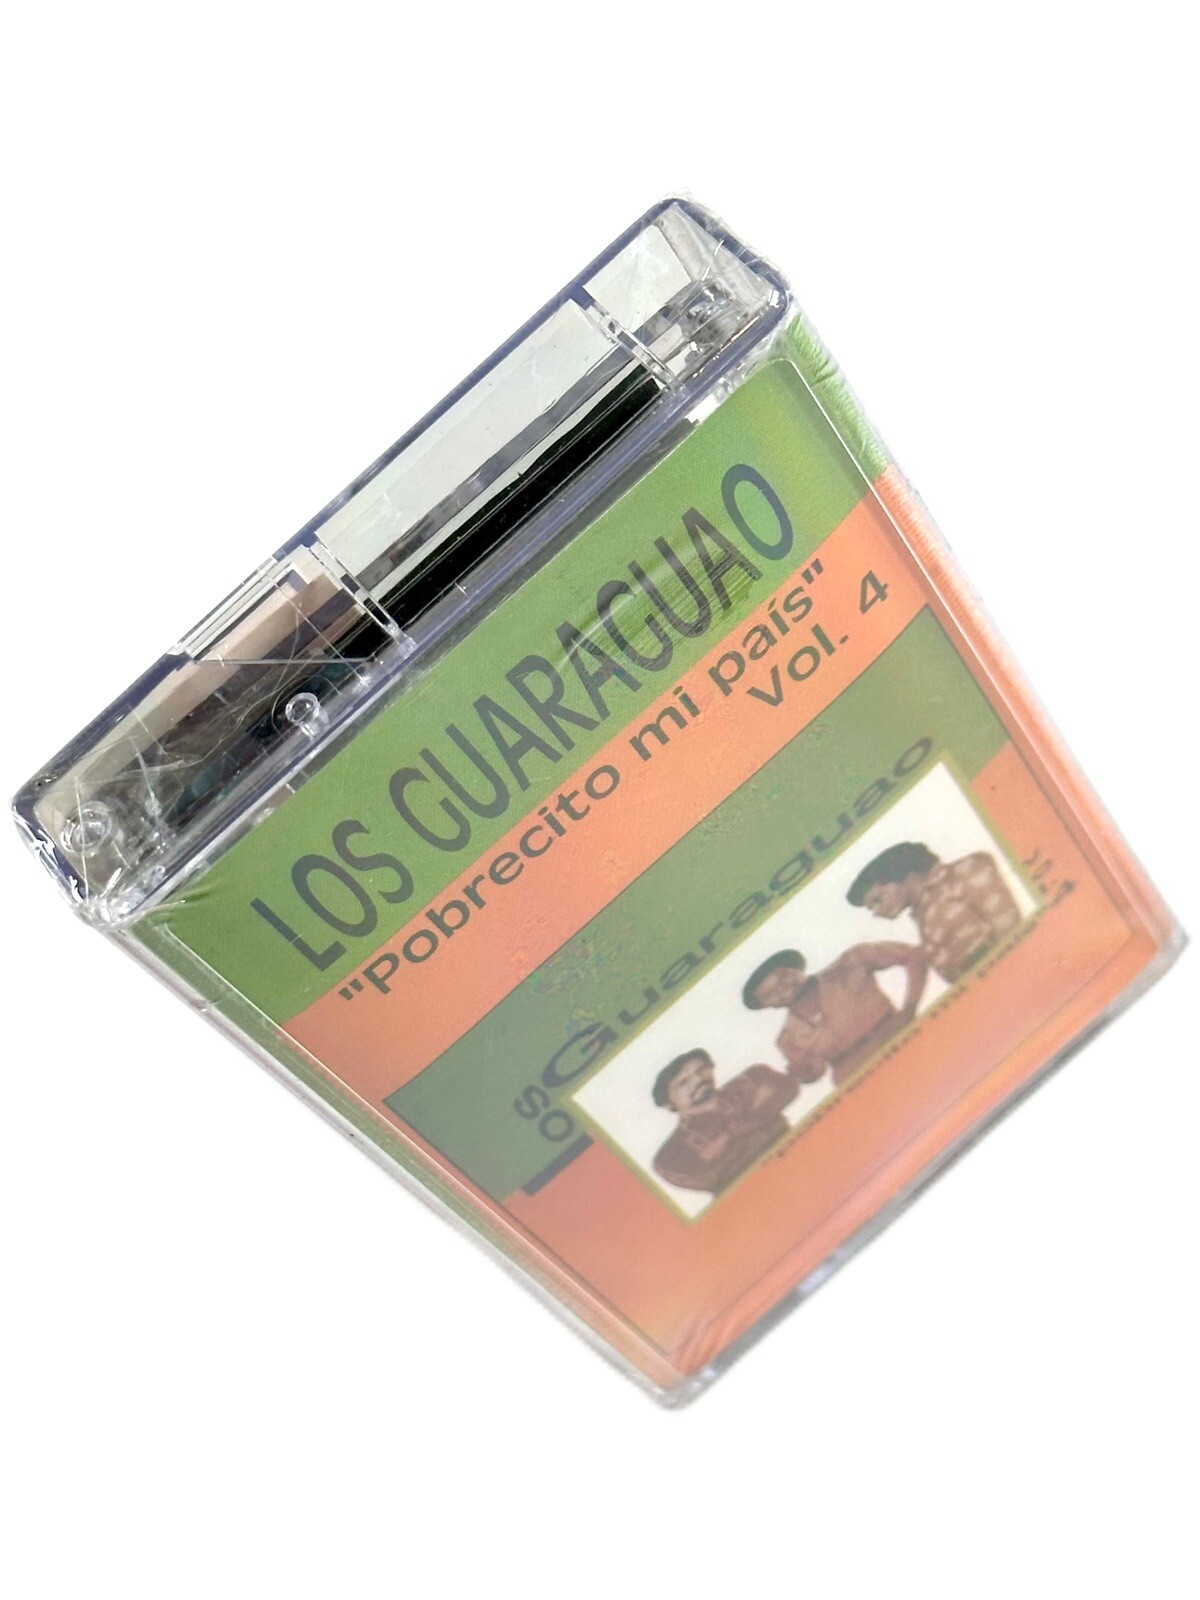 LOS GUARAGUAO
"Pobrecito mi país"
Vol. 4
Los
Guaraguao